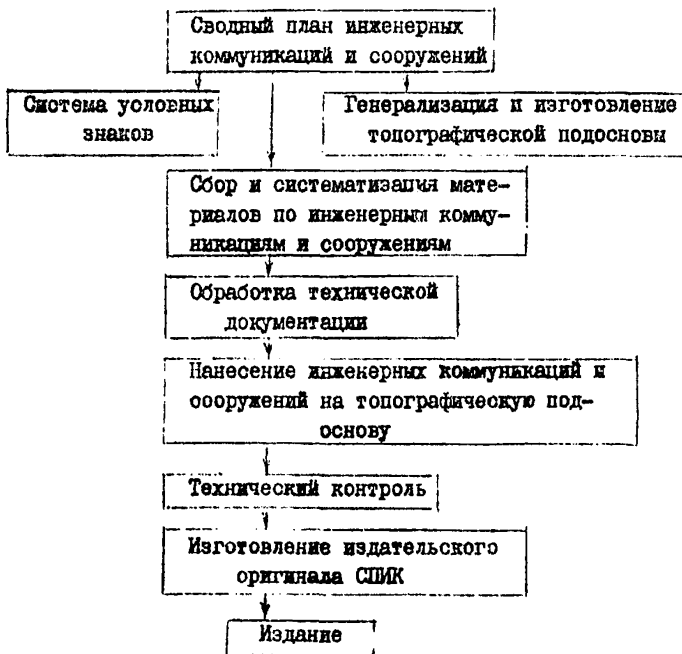 Сводный план инженерных
коммуникаций и сооружений
Система условных
знаков
Генерализация и изготовление
топографической подосновы
Сбор и систематизация мате-
риалов по инженерным комму-
никациям и сооружениям
Обработка технической
документации
Нанесение инженерных коммуникаций и
сооружений на топографическую под-
основу
Технический контроль
Изготовление издательского
оригинала СПИК
Издание